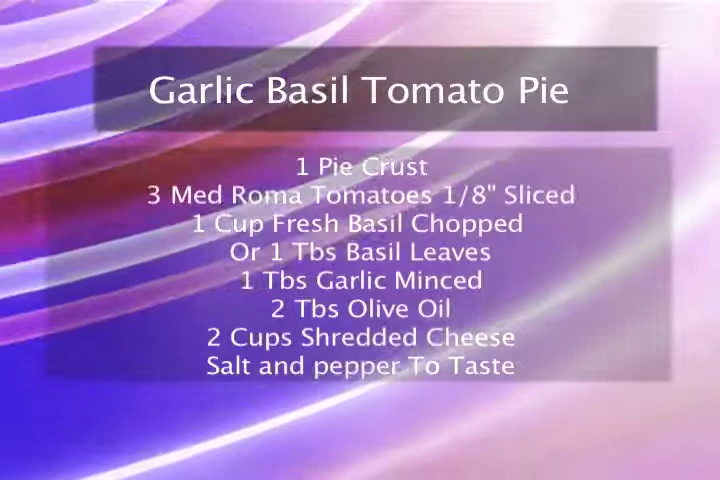 Garlic Basil Tomato Pie
1 Pie Crust
3 Med Roma Tomatoes 1/8" Sliced
1 Cup Fresh Basil Chopped
Or 1 Tbs Basil Leaves
1 Tbs Garlic Minced
2 Tbs Olive Oil
2 Cups Shredded Cheese
Salt and pepper To Taste